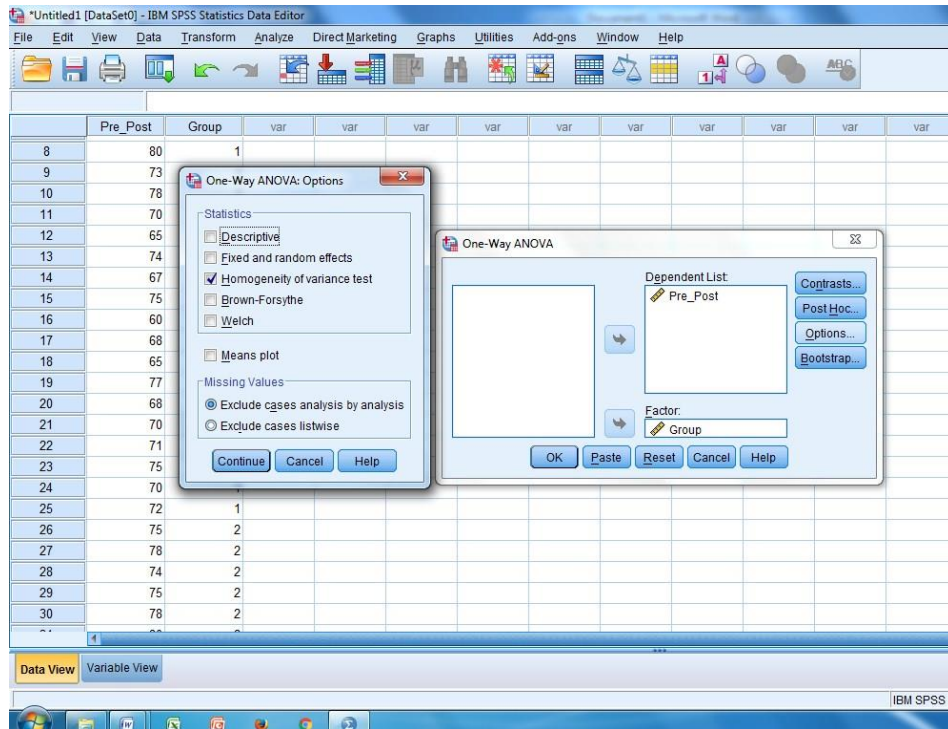 *Untitled1 [DataSet0] - IBM SPSS Statistics Data Editor
File Edit View Data Transform Analyze Direct Marketing Graphs Utilities Add-ons Window Help
Pre_Post Group var var var var var var var var var var
8 80 1
9 73
10 78
11 70
12 65
13 74
14 67
15 75
16 60
17 68
18 65
19 77
20 68
21 70
22 71
23 75
24 70
25 72 1
26 75 2
27 78 2
28 74 2
29 75 2
30 78 2
One-Way ANOVA: Options
Statistics
Descriptive
Fixed and random effects
Homogeneity of variance test
Brown-Forsythe
Welch
Means plot
Missing Values
Exclude cases analysis by analysis
Exclude cases listwise
Continue Cancel Help
One-Way ANOVA
Dependent List:
Pre_Post
Contrasts...
Post Hoc...
Options...
Bootstrap...
Factor:
Group
OK Paste Reset Cancel Help
Data View Variable View
IBM SPSS